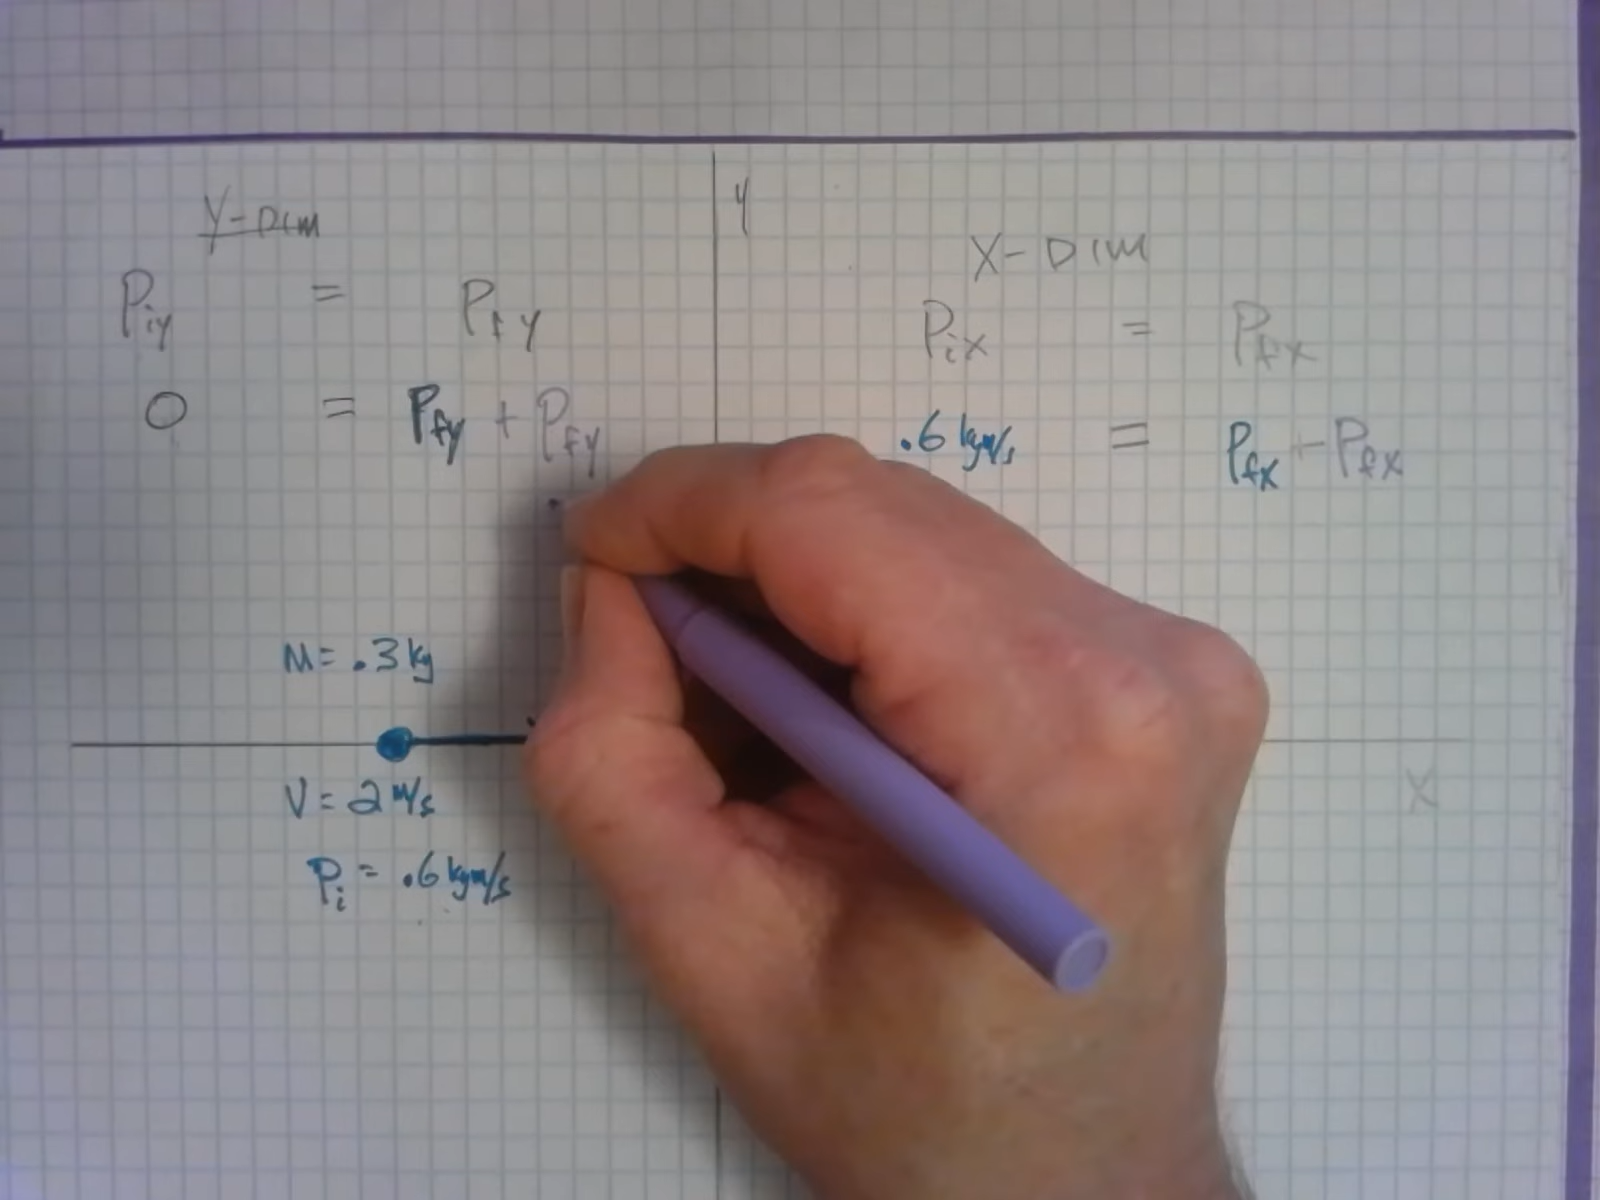 Y-DIM
Piy = Pfy
0 = Pfy + Pfy
y
X-DIM
Pix = Pfx
.6 kgm/s = Pfx + Pfx
M = .3 kg
V = 2 m/s
Pi = .6 kgm/s
X